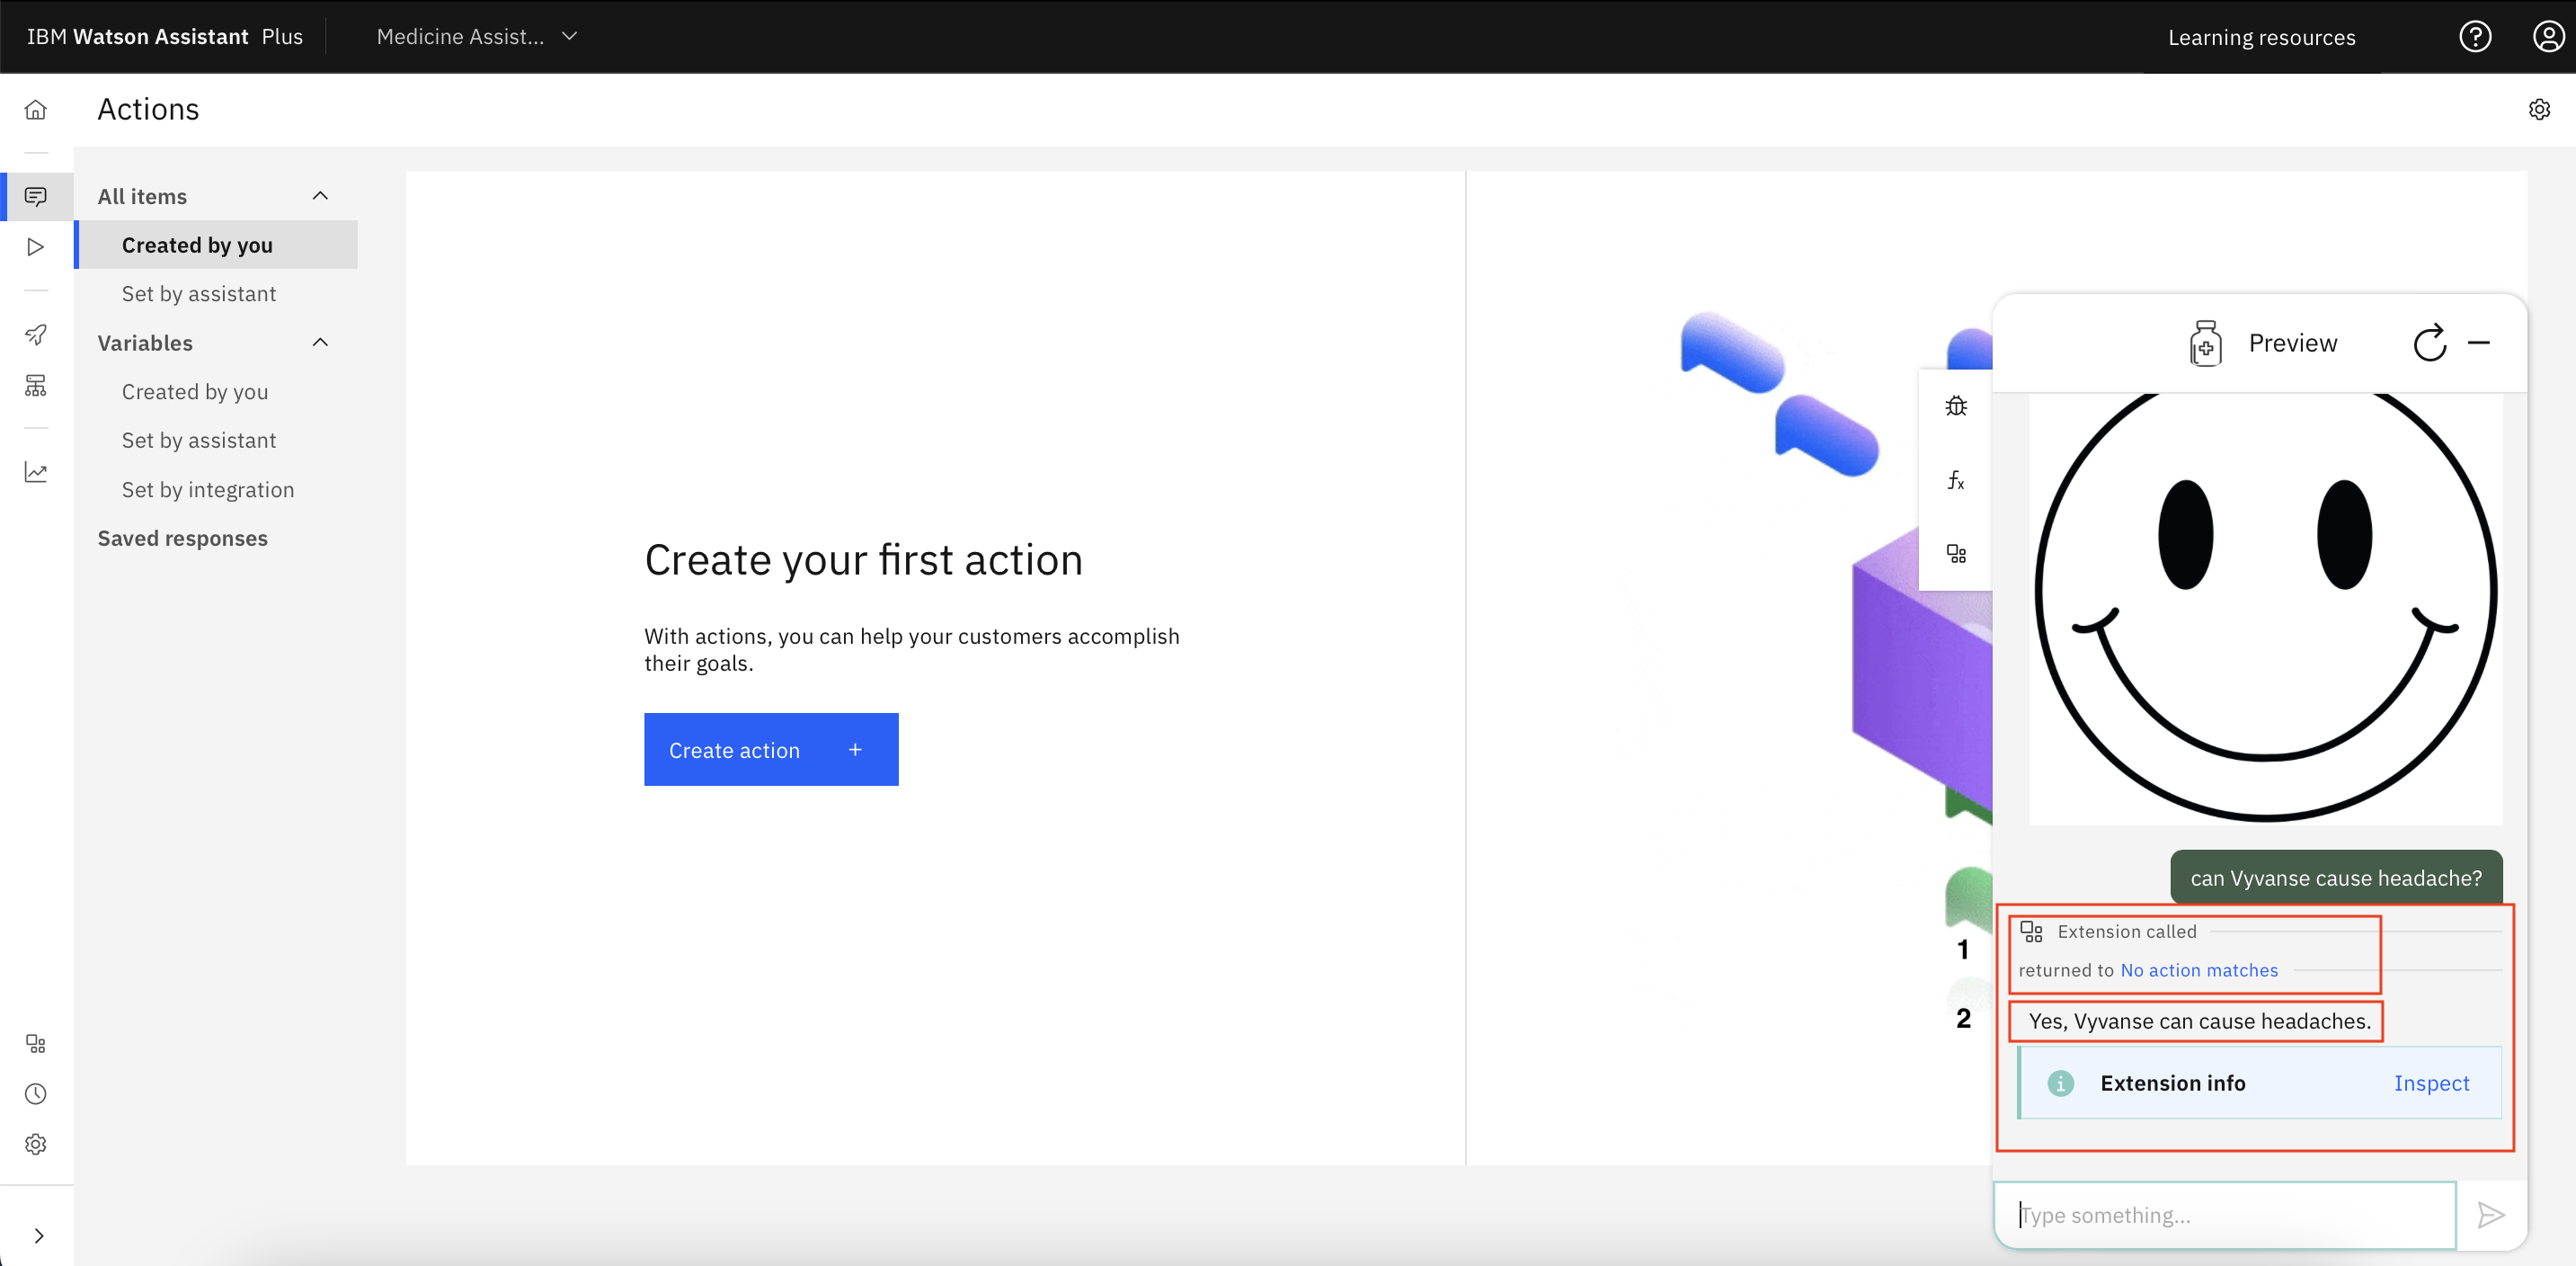 IBM Watson Assistant Plus
Medicine Assist...
Learning resources
Actions
All items
Created by you
Set by assistant
Variables
Created by you
Set by assistant
Set by integration
Saved responses
Create your first action
With actions, you can help your customers accomplish
their goals.
Create action +
fx
Preview
can Vyvanse cause headache?
Extension called
1
returned to No action matches
2
Yes, Vyvanse can cause headaches.
Extension info
Inspect
Type something...